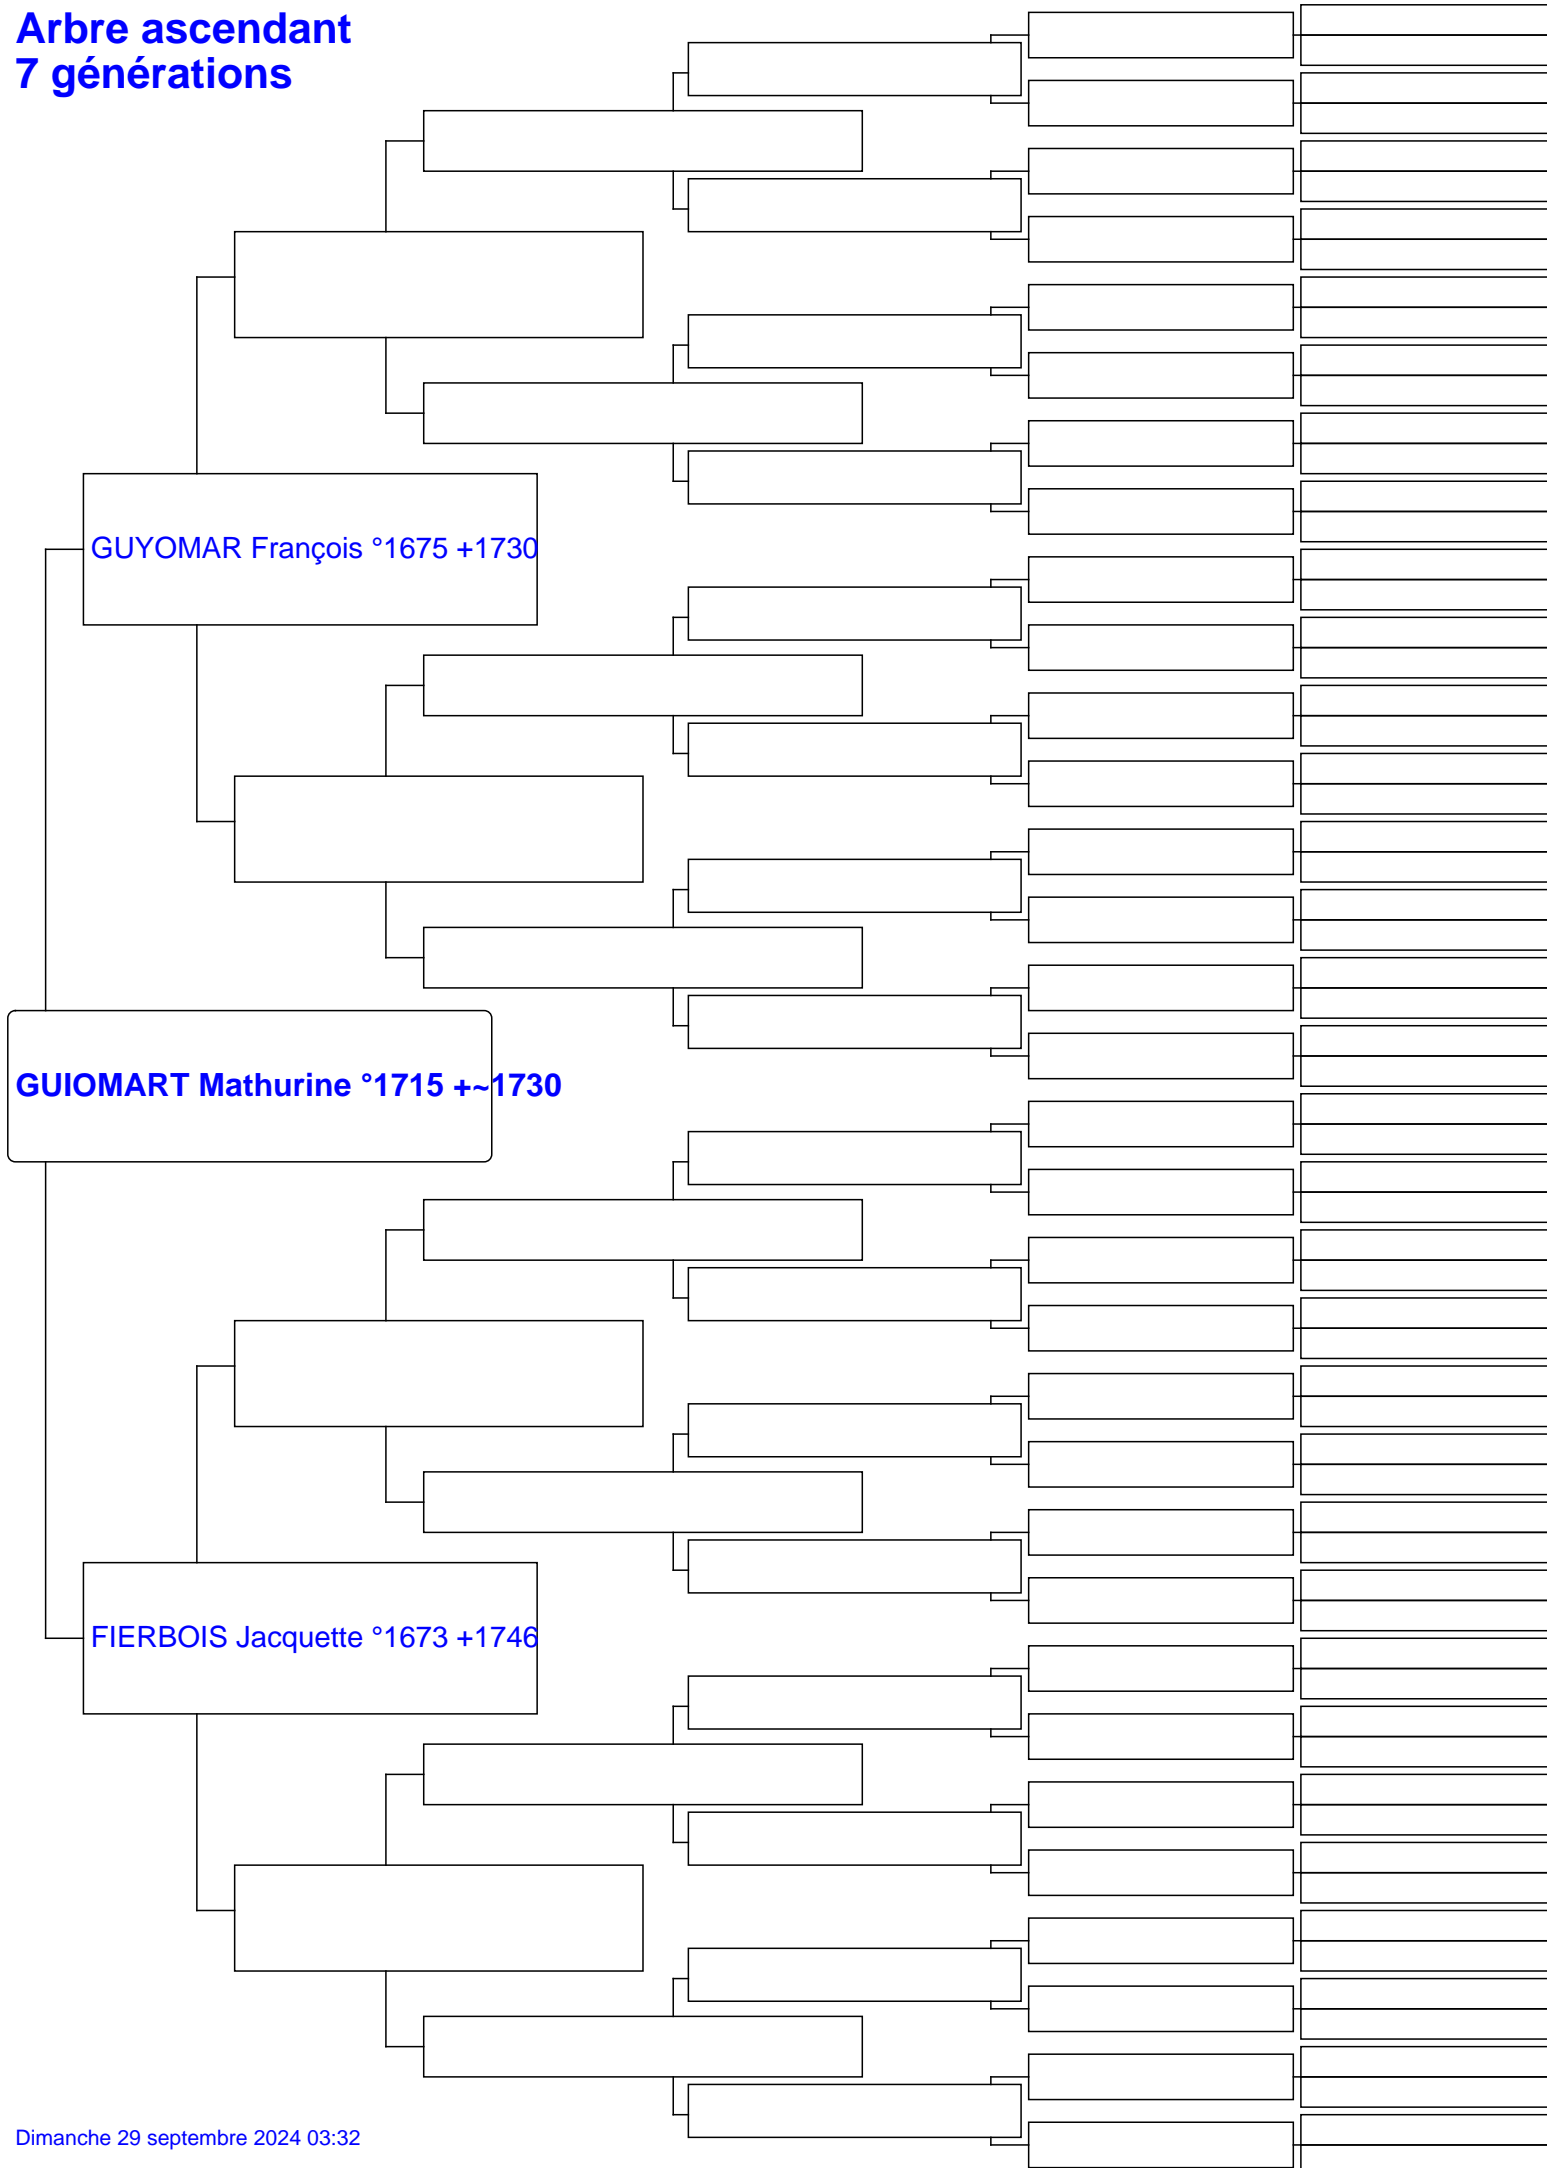 Arbre ascendant
7 générations
GUYOMAR François °1675 +1730
GUIOMART Mathurine °1715 +~1730
FIERBOIS Jacquette °1673 +1746
Dimanche 29 septembre 2024 03:32